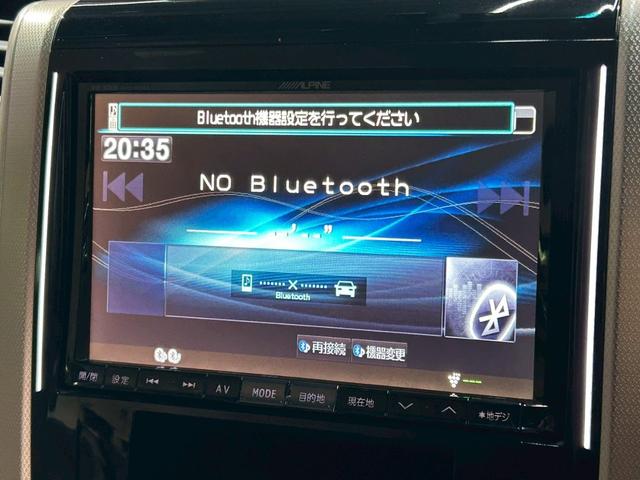 ALPINE
Bluetooth機器設定を行ってください
20:35
NO Bluetooth
' "
Bluetooth
再接続 機器変更
開/閉 設定 AV MODE 目的地 現在地 ★地デジ